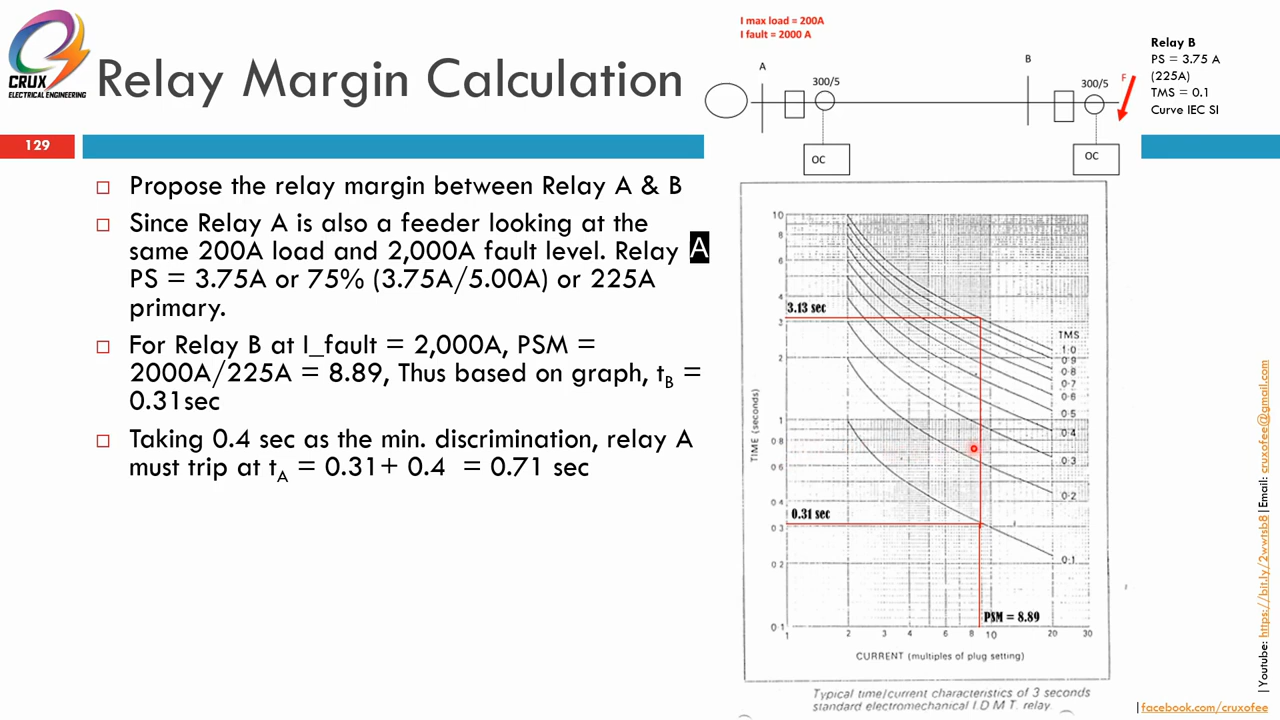 CRUX
ELECTRICAL ENGINEERING
Relay Margin Calculation
129
□ Propose the relay margin between Relay A & B
□ Since Relay A is also a feeder looking at the
same 200A load and 2,000A fault level. Relay A
PS = 3.75A or 75% (3.75A/5.00A) or 225A
primary.
□ For Relay B at I_fault = 2,000A, PSM =
2000A/225A = 8.89, Thus based on graph, tB =
0.31sec
□ Taking 0.4 sec as the min. discrimination, relay A
must trip at tA = 0.31+ 0.4 = 0.71 sec
I max load = 200A
I fault = 2000 A
A
300/5
OC
B
300/5
OC
F
Relay B
PS = 3.75 A
(225A)
TMS = 0.1
Curve IEC SI
TIME (seconds)
10
8
6
4
3
2
1
0·8
0·6
0·4
0·3
0·2
0·1
3.13 sec
0.31 sec
PSM = 8.89
TMS
1·0
0·9
0·8
0·7
0·6
0·5
0·4
0·3
0·2
0·1
1 2 3 4 6 8 10 20 30
CURRENT (multiples of plug setting)
Typical time/current characteristics of 3 seconds
standard electromechanical I.D.M.T. relay.
|Youtube: https://bit.ly/2wwtsb8|Email: cruxofee@gmail.com
|facebook.com/cruxofee